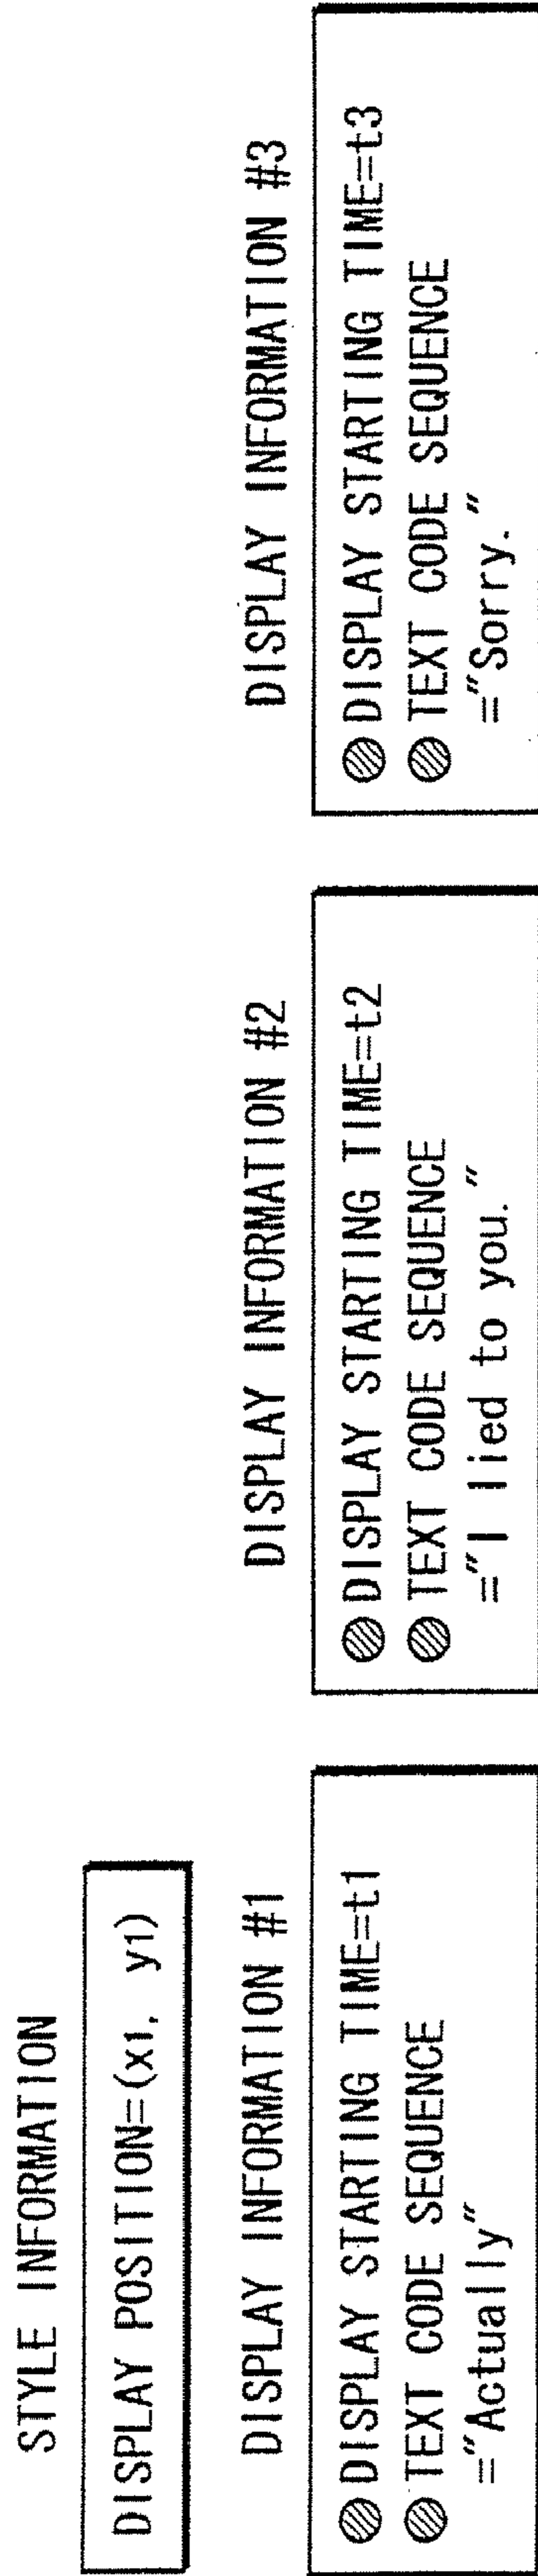 STYLE INFORMATION
DISPLAY POSITION=(x1, y1)
DISPLAY INFORMATION #1
DISPLAY STARTING TIME=t1
TEXT CODE SEQUENCE
="Actually"
DISPLAY INFORMATION #2
DISPLAY STARTING TIME=t2
TEXT CODE SEQUENCE
="I lied to you."
DISPLAY INFORMATION #3
DISPLAY STARTING TIME=t3
TEXT CODE SEQUENCE
="Sorry."